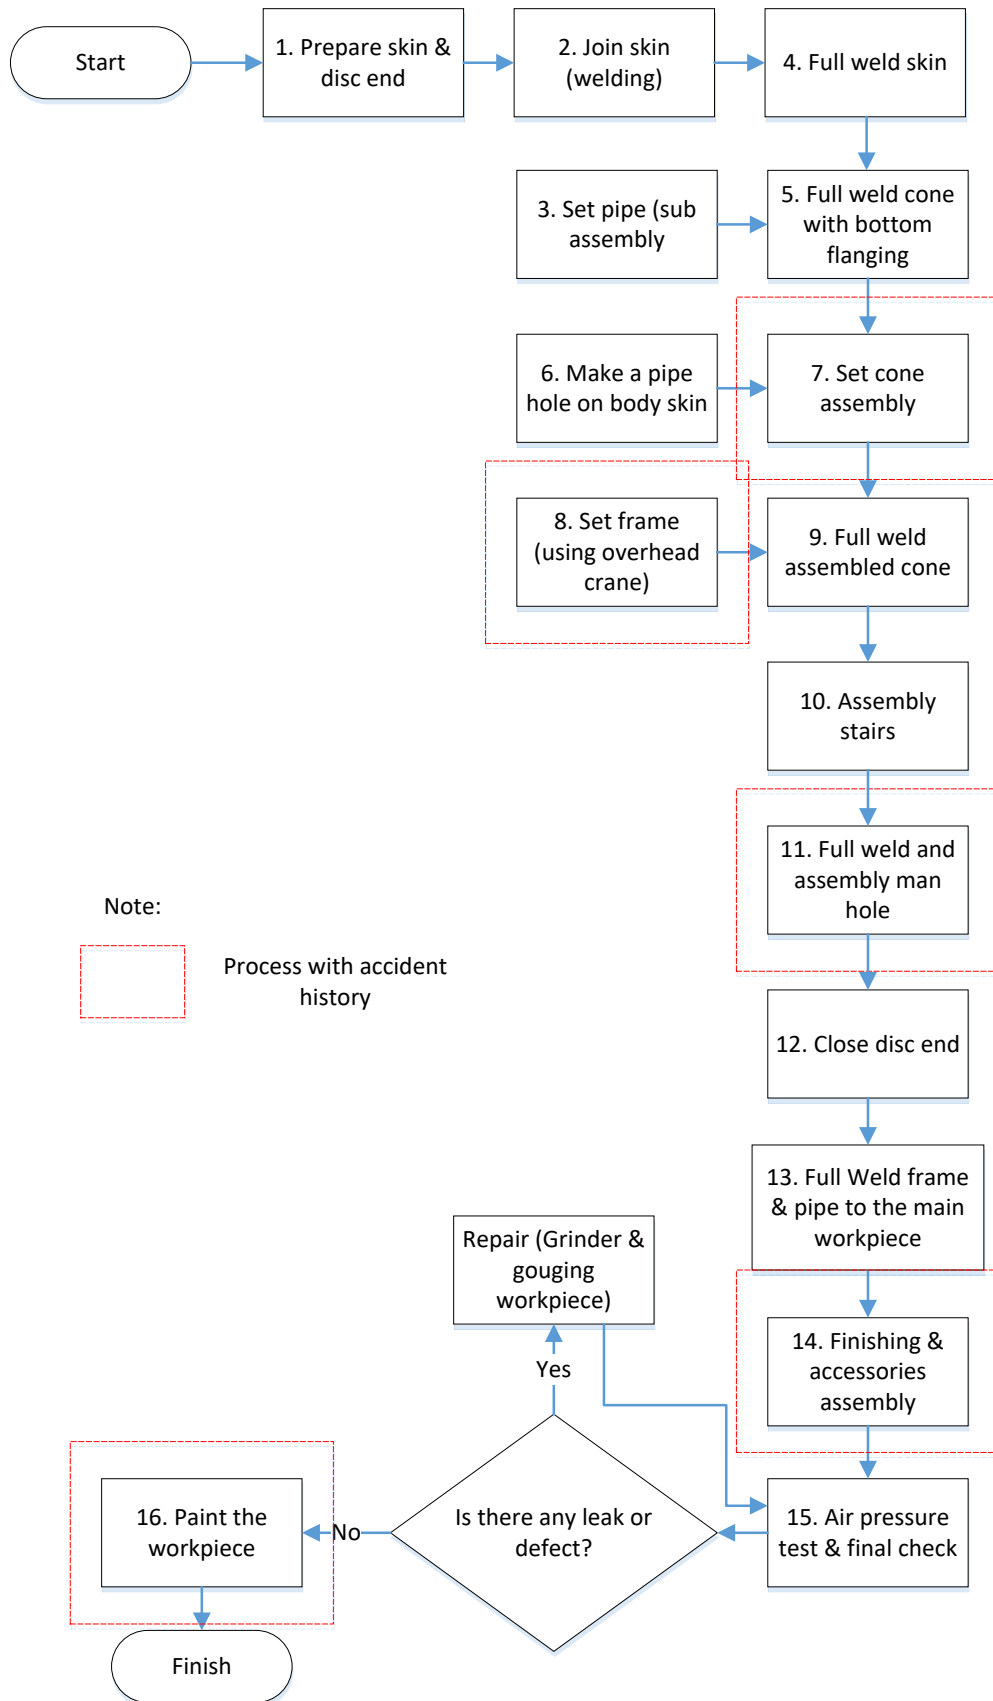 Start
1. Prepare skin &
disc end
2. Join skin
(welding)
4. Full weld skin
3. Set pipe (sub
assembly
5. Full weld cone
with bottom
flanging
6. Make a pipe
hole on body skin
7. Set cone
assembly
8. Set frame
(using overhead
crane)
9. Full weld
assembled cone
10. Assembly
stairs
11. Full weld and
assembly man
hole
Note:
Process with accident
history
12. Close disc end
13. Full Weld frame
& pipe to the main
workpiece
Repair (Grinder &
gouging
workpiece)
14. Finishing &
accessories
assembly
Yes
15. Air pressure
test & final check
Is there any leak or
defect?
No
16. Paint the
workpiece
Finish